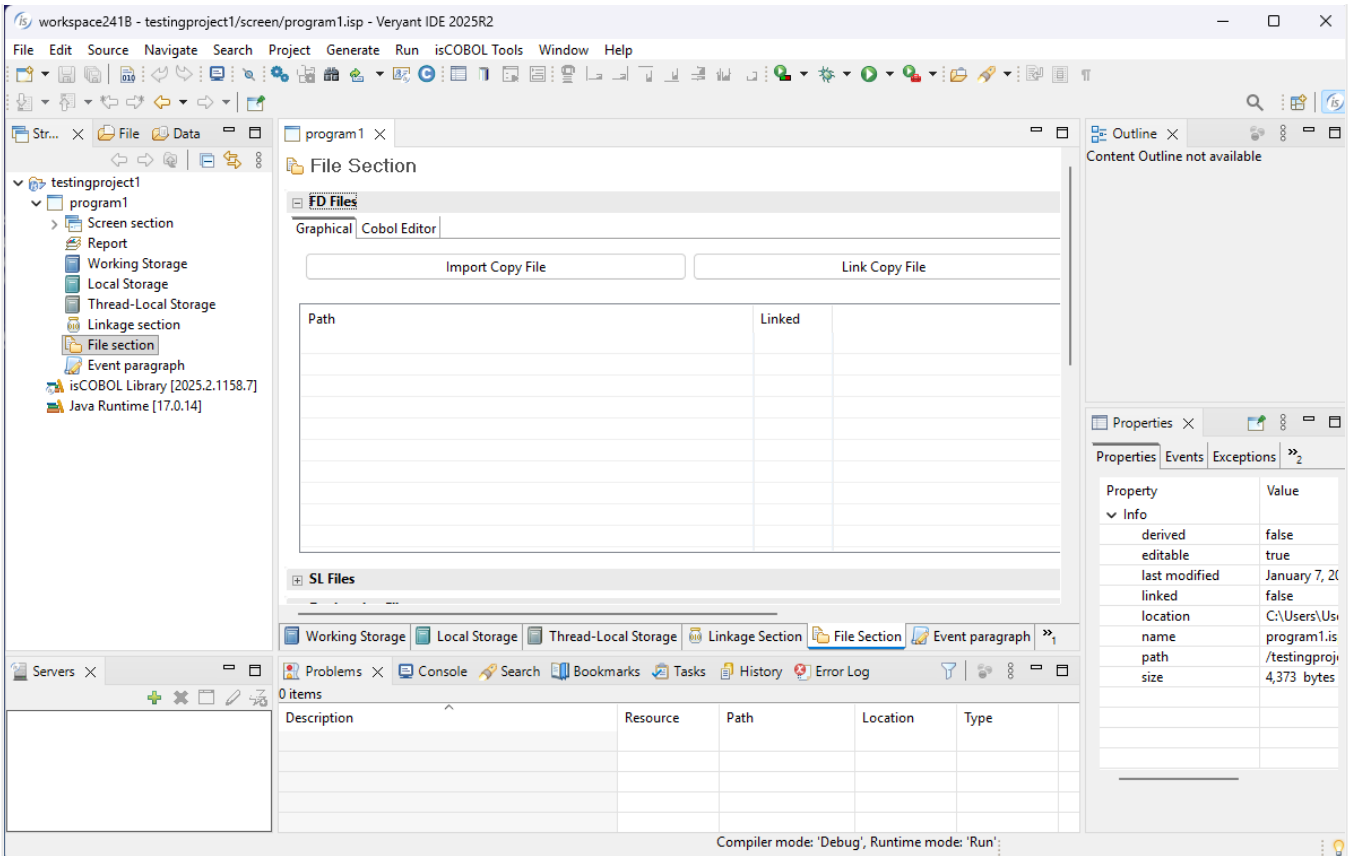 workspace241B - testingproject1/screen/program1.isp - Veryant IDE 2025R2
File Edit Source Navigate Search Project Generate Run isCOBOL Tools Window Help
Str... File Data
testingproject1
program1
Screen section
Report
Working Storage
Local Storage
Thread-Local Storage
Linkage section
File section
Event paragraph
isCOBOL Library [2025.2.1158.7]
Java Runtime [17.0.14]
program1
File Section
FD Files
Graphical Cobol Editor
Import Copy File Link Copy File
Path Linked
SL Files
Working Storage Local Storage Thread-Local Storage Linkage Section File Section Event paragraph »1
Outline
Content Outline not available
Properties
Properties Events Exceptions »2
Property Value
Info
derived false
editable true
last modified January 7, 20
linked false
location C:\Users\Use
name program1.is
path /testingproje
size 4,373 bytes
Servers
Problems Console Search Bookmarks Tasks History Error Log
0 items
Description Resource Path Location Type
Compiler mode: 'Debug', Runtime mode: 'Run'